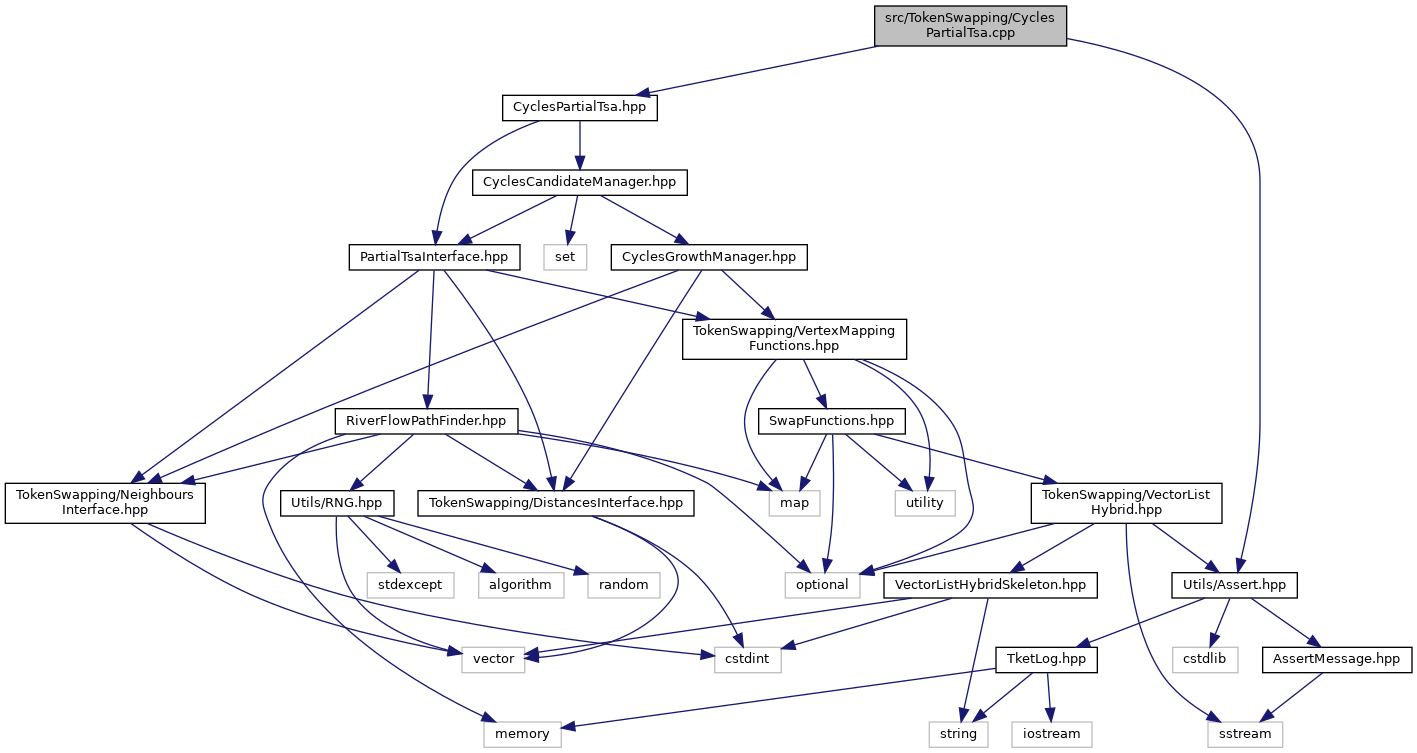 src/TokenSwapping/Cycles
PartialTsa.cpp
CyclesPartialTsa.hpp
CyclesCandidateManager.hpp
PartialTsaInterface.hpp
set
CyclesGrowthManager.hpp
TokenSwapping/VertexMapping
Functions.hpp
RiverFlowPathFinder.hpp
SwapFunctions.hpp
TokenSwapping/Neighbours
Interface.hpp
Utils/RNG.hpp
TokenSwapping/DistancesInterface.hpp
map
utility
TokenSwapping/VectorList
Hybrid.hpp
stdexcept
algorithm
random
optional
VectorListHybridSkeleton.hpp
Utils/Assert.hpp
vector
cstdint
TketLog.hpp
cstdlib
AssertMessage.hpp
memory
string
iostream
sstream